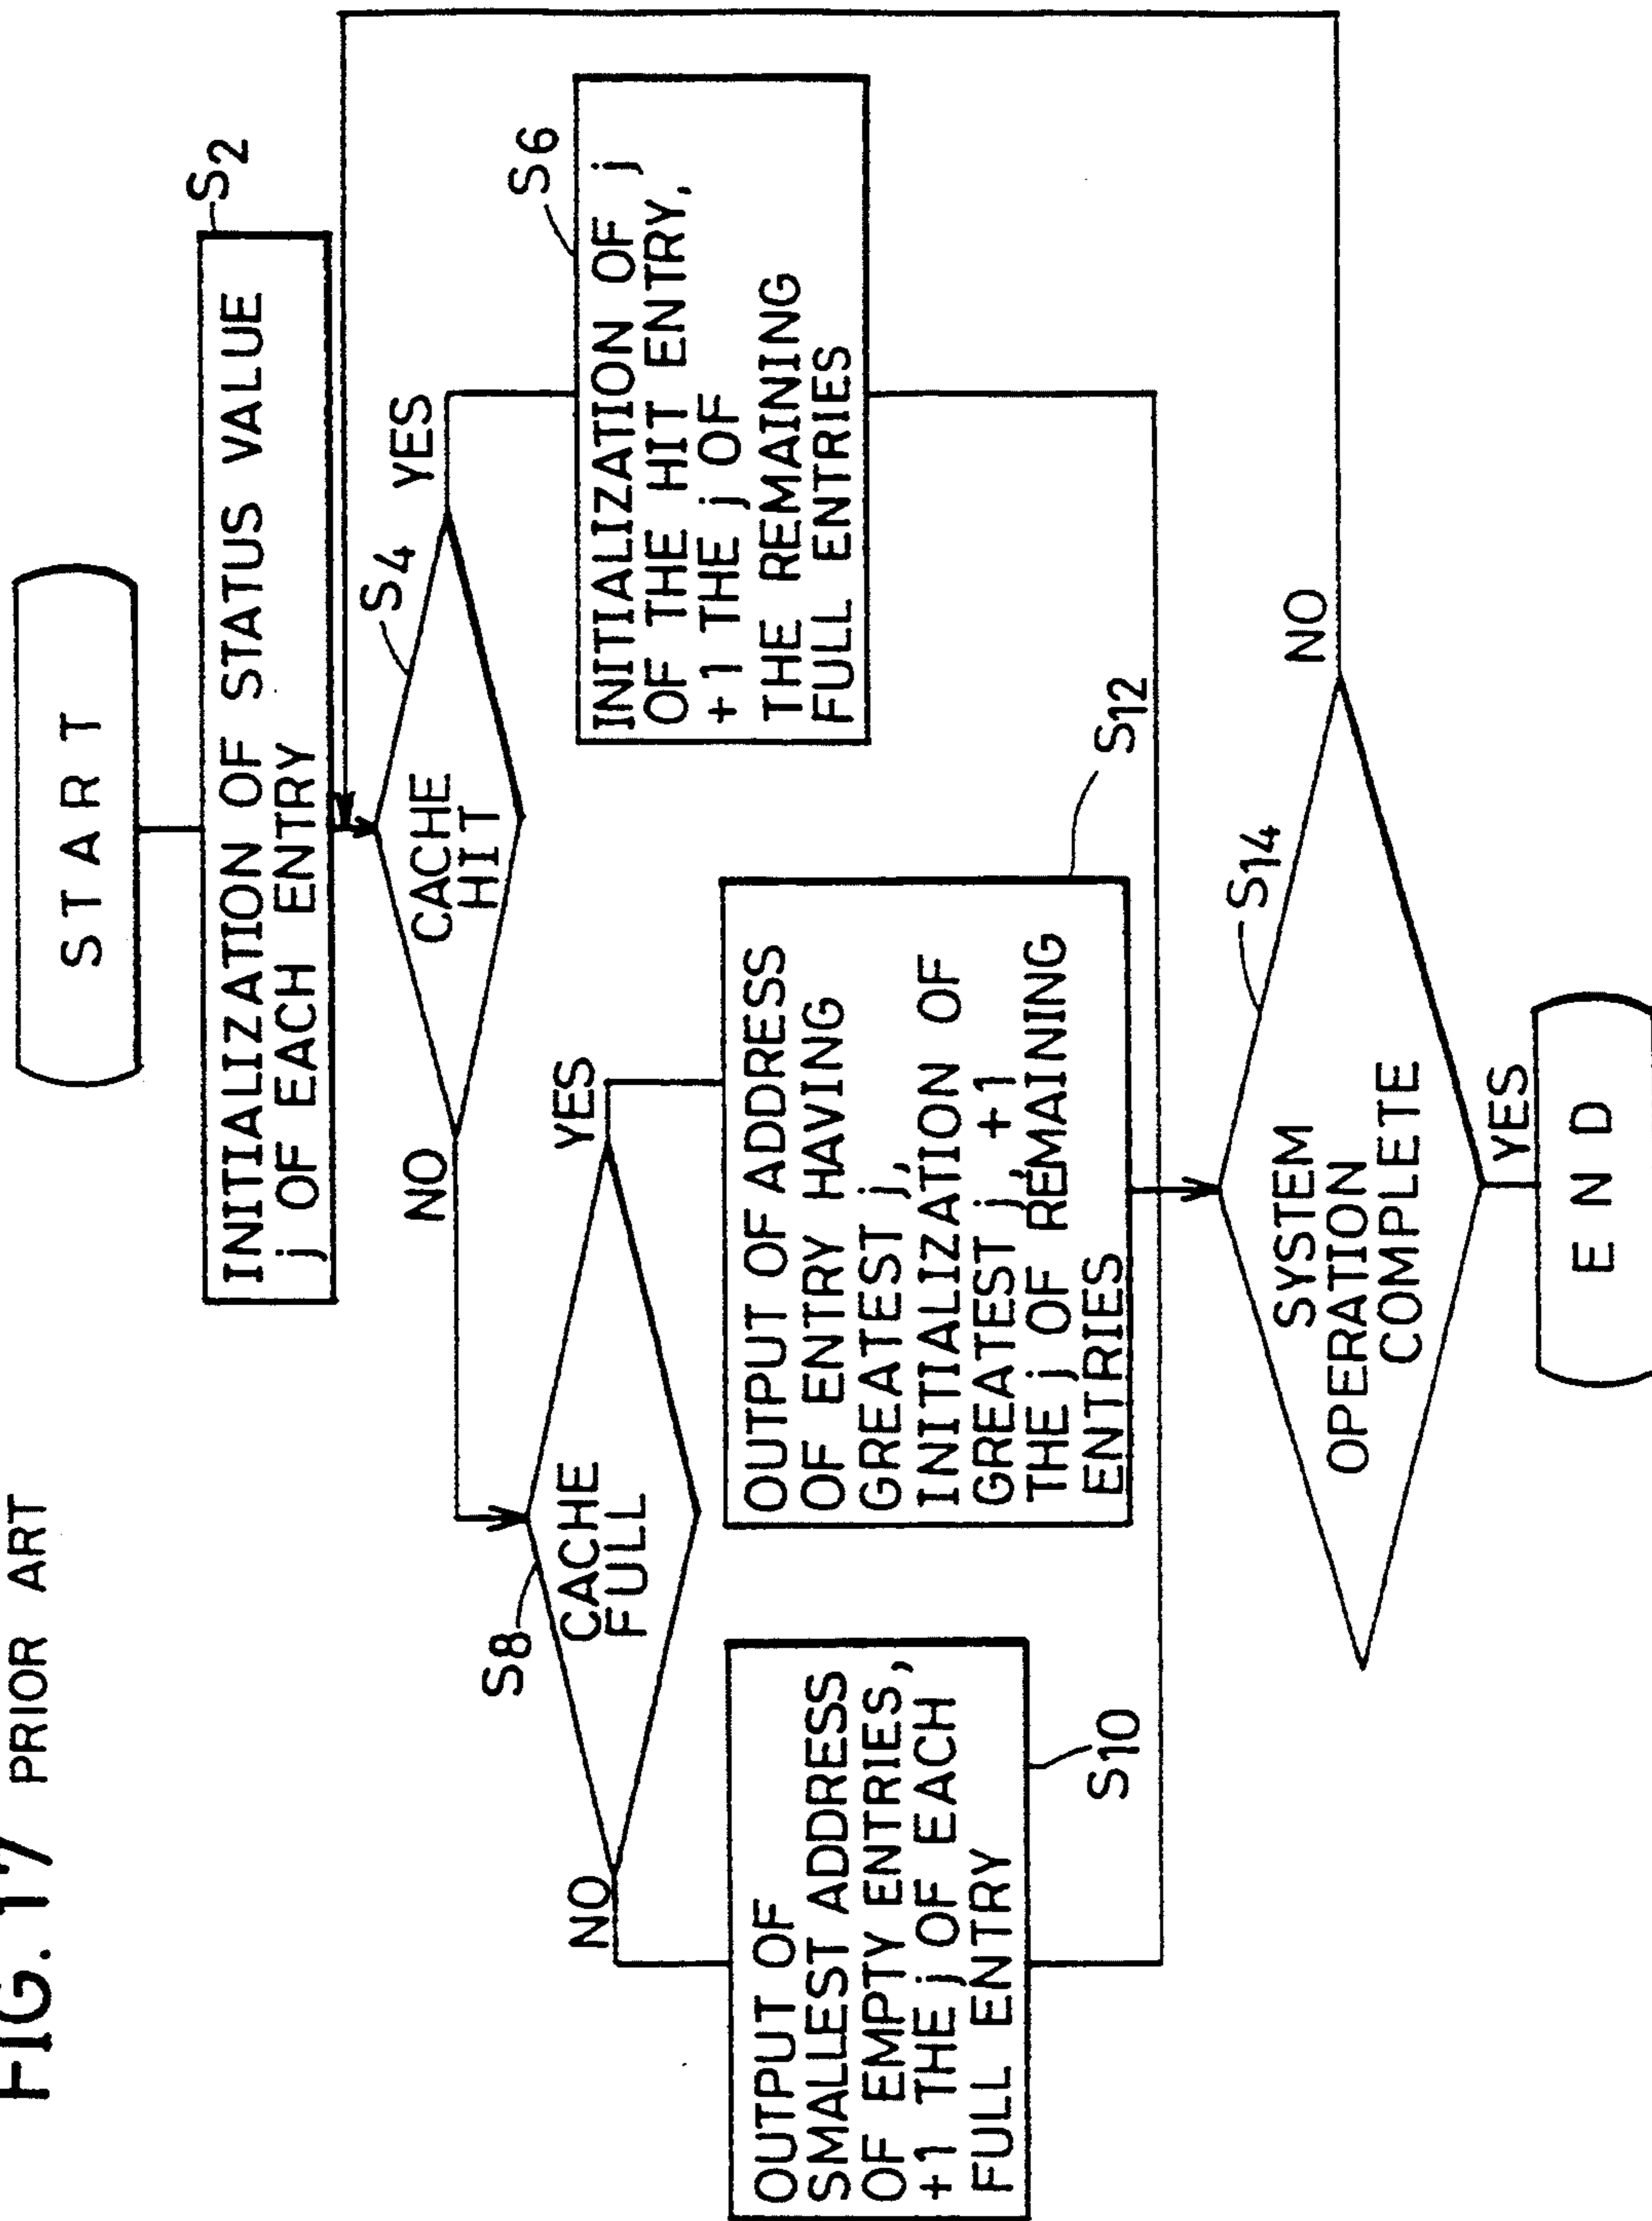 FIG. 17 PRIOR ART
START
S2
INITIALIZATION OF STATUS VALUE
j OF EACH ENTRY
S4
CACHE
HIT
YES
NO
S6
INITIALIZATION OF j
OF THE HIT ENTRY,
+1 THE j OF
THE REMAINING
FULL ENTRIES
S8
CACHE
FULL
YES
NO
OUTPUT OF
SMALLEST ADDRESS
OF EMPTY ENTRIES,
+1 THE j OF EACH
FULL ENTRY
S10
OUTPUT OF ADDRESS
OF ENTRY HAVING
GREATEST j,
INITIALIZATION OF
GREATEST j, +1
THE j OF REMAINING
ENTRIES
S12
S14
SYSTEM
OPERATION
COMPLETE
NO
YES
END